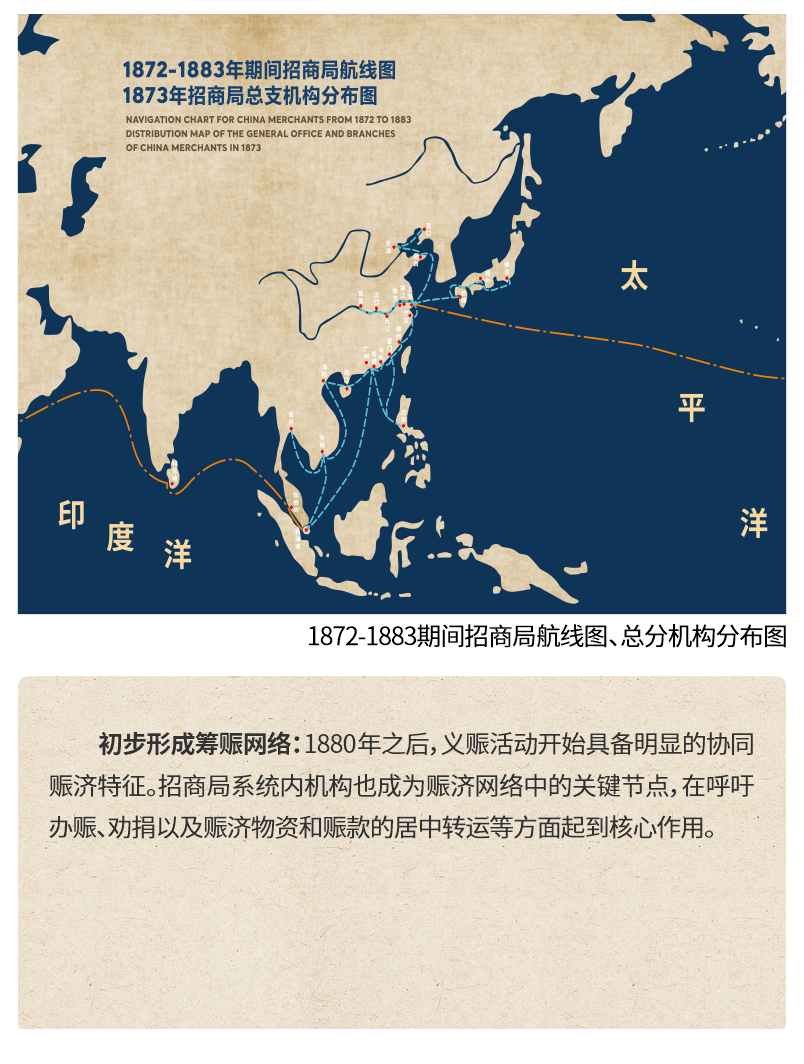 1872-1883年期间招商局航线图
1873年招商局总支机构分布图
NAVIGATION CHART FOR CHINA MERCHANTS FROM 1872 TO 1883
DISTRIBUTION MAP OF THE GENERAL OFFICE AND BRANCHES
OF CHINA MERCHANTS IN 1873
太
平
洋
印
度
洋
1872-1883期间招商局航线图、总分机构分布图
初步形成筹赈网络：1880年之后，义赈活动开始具备明显的协同
赈济特征。招商局系统内机构也成为赈济网络中的关键节点，在呼吁
办赈、劝捐以及赈济物资和赈款的居中转运等方面起到核心作用。